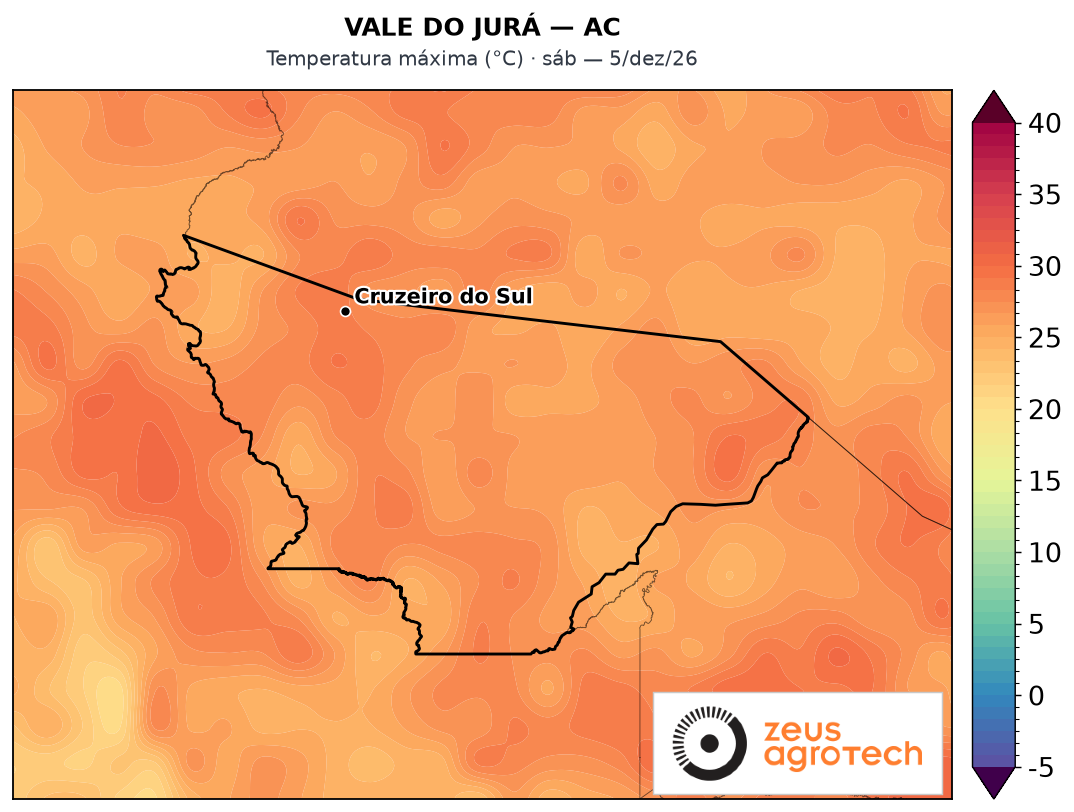 VALE DO JURÁ — AC
Temperatura máxima (°C) · sáb — 5/dez/26
40
35
30
25
20
15
10
5
0
-5
Cruzeiro do Sul
zeus
agrotech